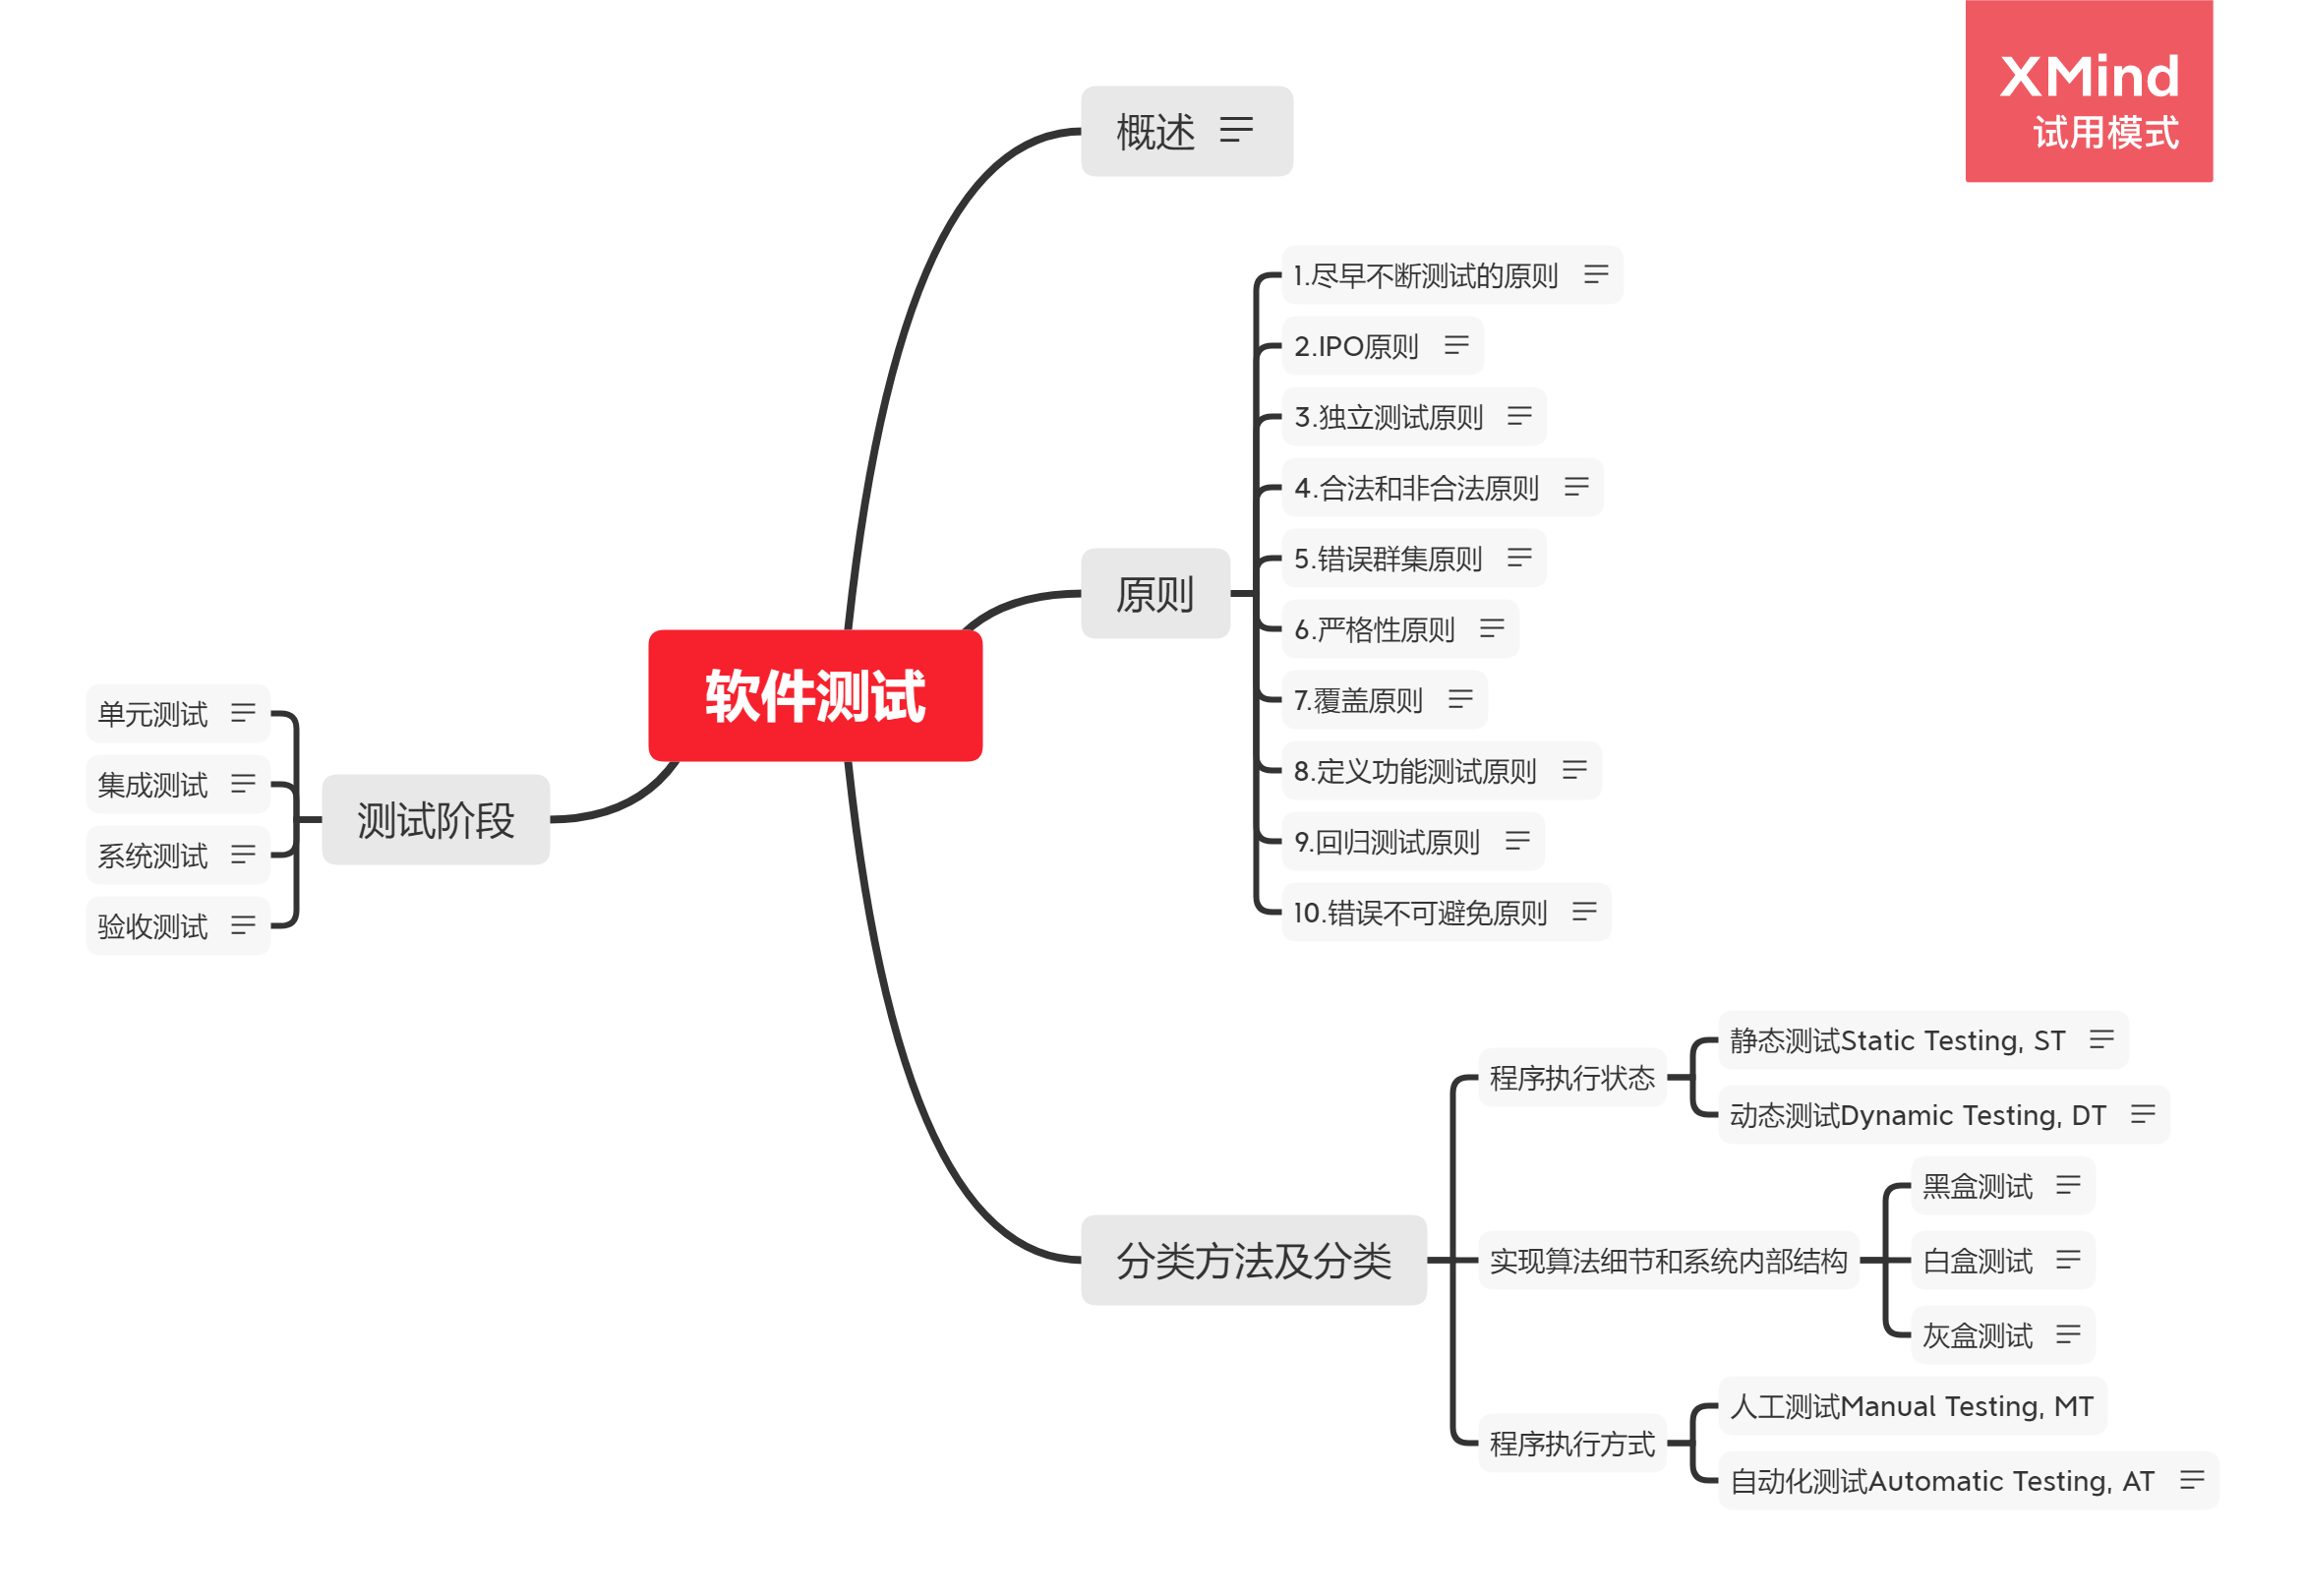 XMind
试用模式
概述
1.尽早不断测试的原则
2.IPO原则
3.独立测试原则
4.合法和非合法原则
5.错误群集原则
原则
6.严格性原则
软件测试
7.覆盖原则
8.定义功能测试原则
9.回归测试原则
10.错误不可避免原则
单元测试
集成测试
测试阶段
系统测试
验收测试
静态测试Static Testing, ST
程序执行状态
动态测试Dynamic Testing, DT
黑盒测试
分类方法及分类
实现算法细节和系统内部结构
白盒测试
灰盒测试
人工测试Manual Testing, MT
程序执行方式
自动化测试Automatic Testing, AT